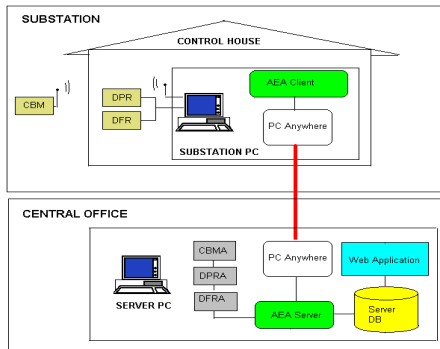 SUBSTATION
CONTROL HOUSE
AEA Client
CBM
DPR
DFR
PC Anywhere
SUBSTATION PC
CENTRAL OFFICE
CBMA
PC Anywhere
Web Application
DPRA
SERVER PC
DFRA
AEA Server
Server
DB